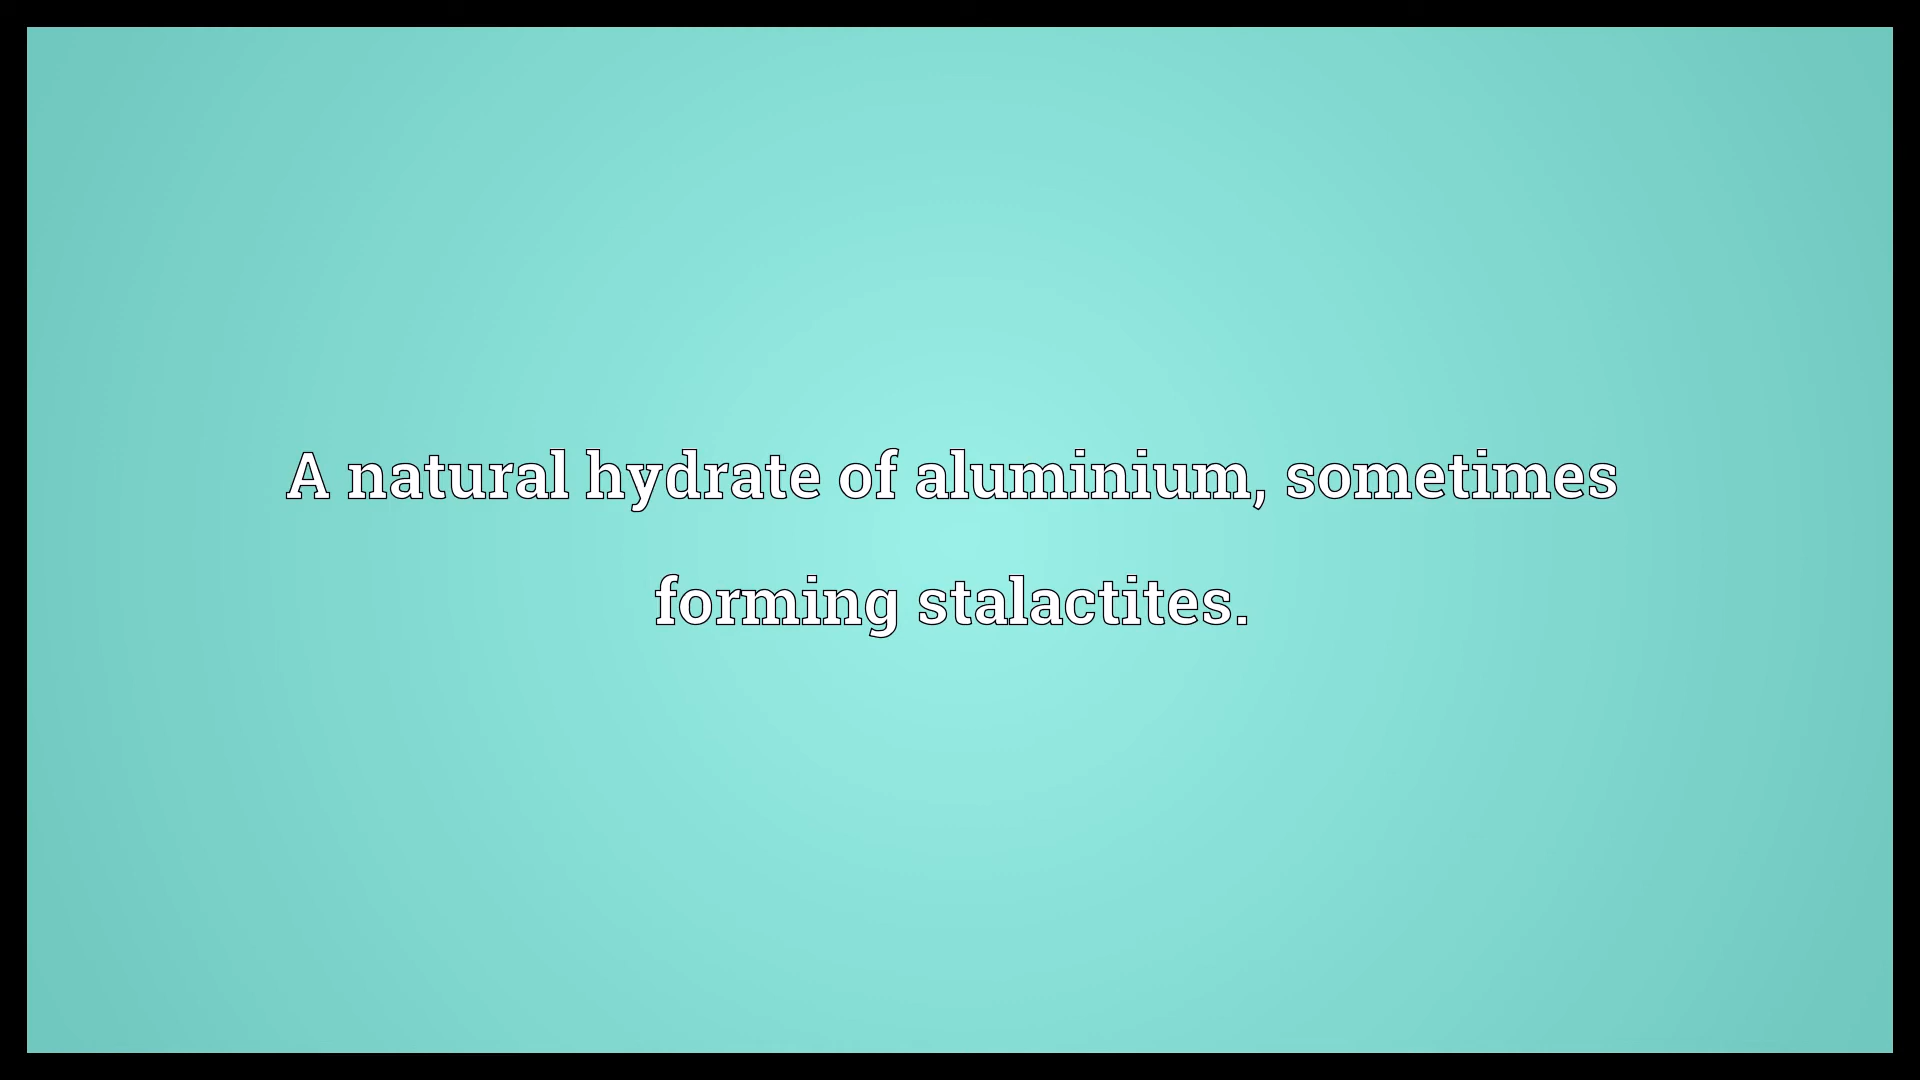 A natural hydrate of aluminium, sometimes
forming stalactites.